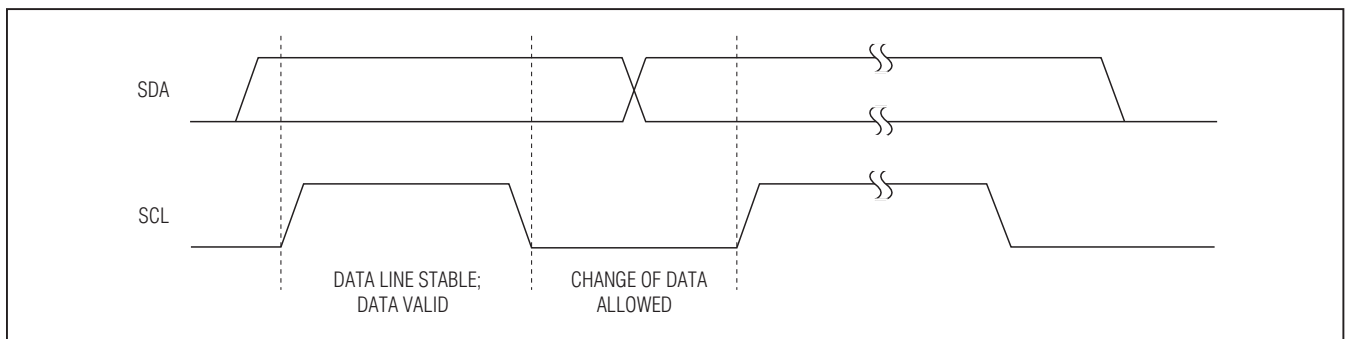 SDA
SCL
DATA LINE STABLE;
DATA VALID
CHANGE OF DATA
ALLOWED